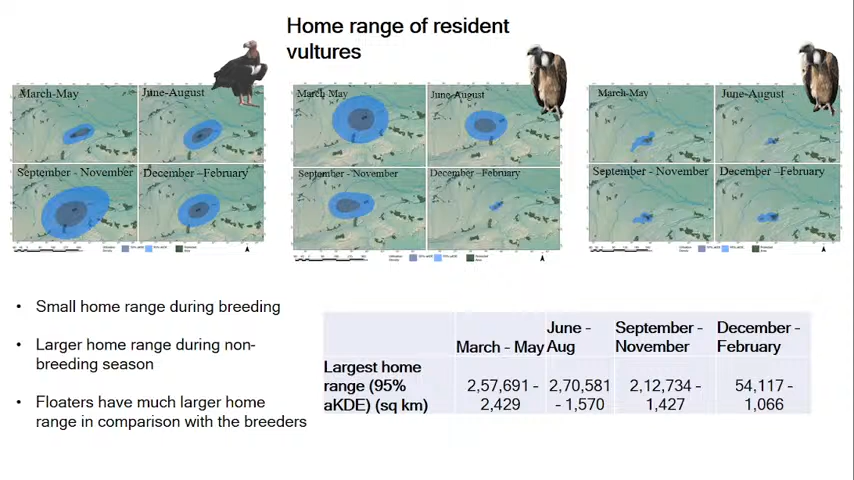 Home range of resident
vultures
March-May
June-August
September - November
December –February
March-May
June-August
September - November
December –February
March-May
June-August
September - November
December –February
• Small home range during breeding
• Larger home range during non-
breeding season
• Floaters have much larger home
range in comparison with the breeders
March - May
June -
Aug
September -
November
December -
February
Largest home
range (95%
aKDE) (sq km)
2,57,691 -
2,429
2,70,581
- 1,570
2,12,734 -
1,427
54,117 -
1,066